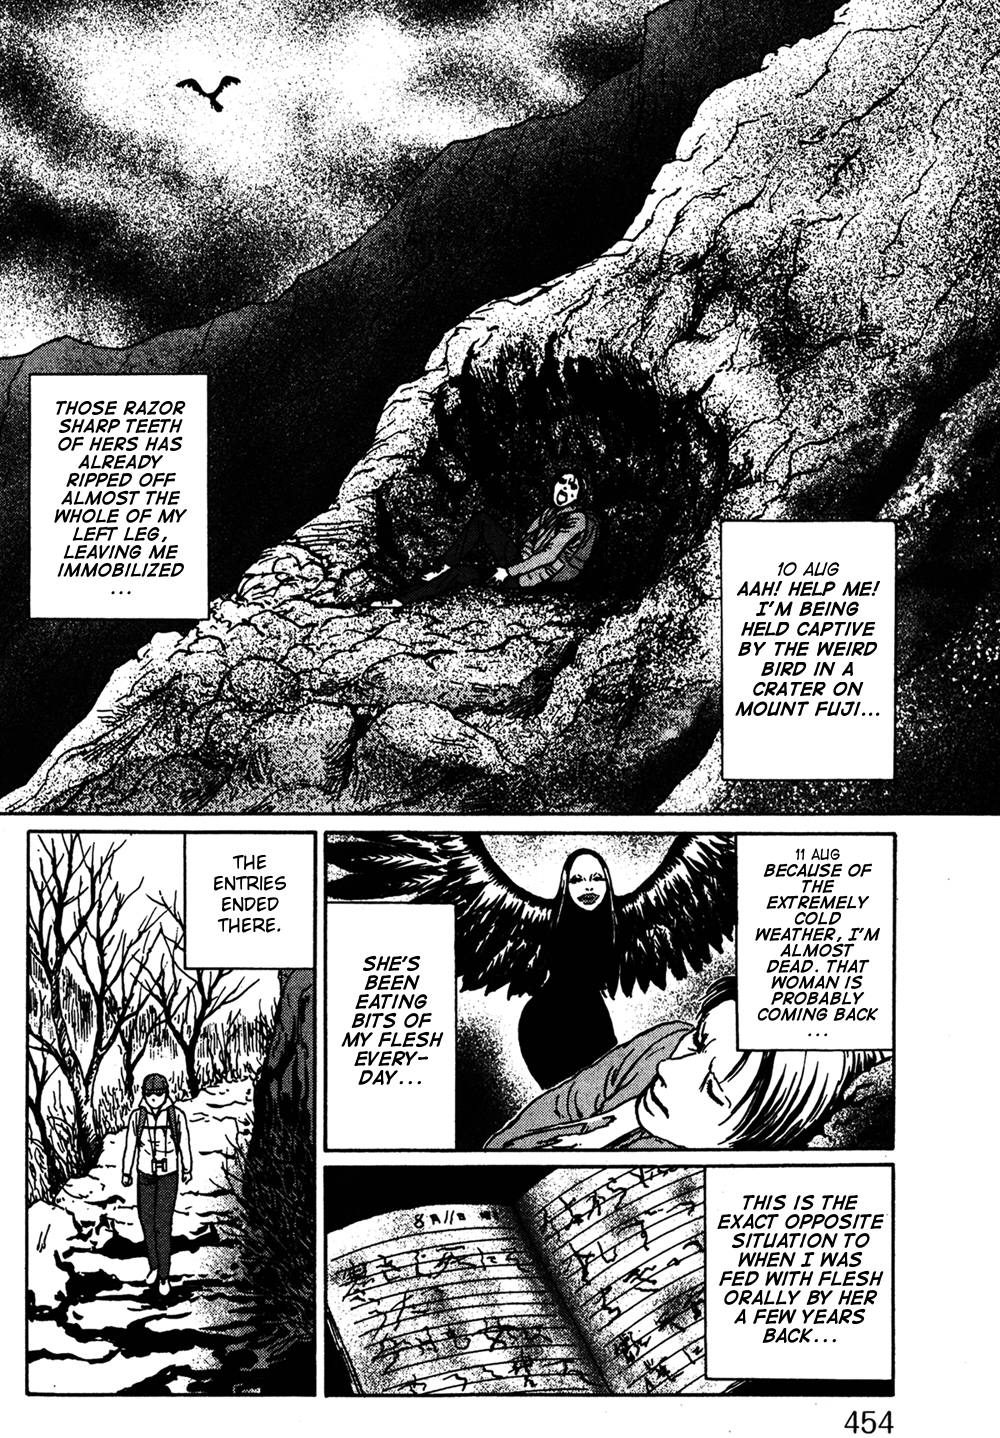 10 AUG
AAH! HELP ME!
I'M BEING
HELD CAPTIVE
BY THE WEIRD
BIRD IN A
CRATER ON
MOUNT FUJI...
THOSE RAZOR
SHARP TEETH
OF HERS HAS
ALREADY
RIPPED OFF
ALMOST THE
WHOLE OF MY
LEFT LEG,
LEAVING ME
IMMOBILIZED
...
11 AUG
BECAUSE OF
THE
EXTREMELY
COLD
WEATHER, I'M
ALMOST
DEAD. THAT
WOMAN IS
PROBABLY
COMING BACK
...
SHE'S
BEEN
EATING
BITS OF
MY FLESH
EVERY-
DAY...
THIS IS THE
EXACT OPPOSITE
SITUATION TO
WHEN I WAS
FED WITH FLESH
ORALLY BY HER
A FEW YEARS
BACK...
8月11日
THE
ENTRIES
ENDED
THERE.
454